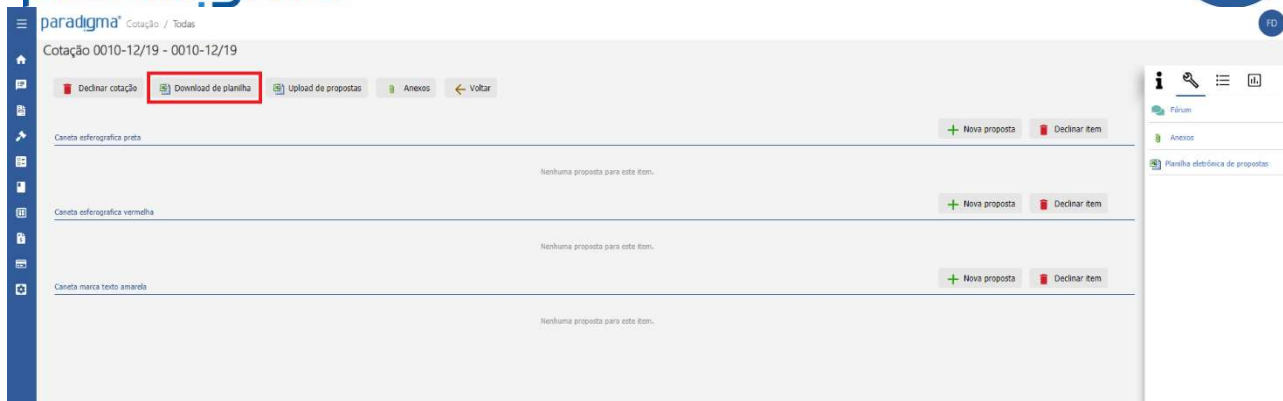 paradigma Cotação / Todas
FD
Cotação 0010-12/19 - 0010-12/19
Declinar cotação Download de planilha Upload de propostas Anexos Voltar
Fórum
Anexos
Planilha eletrônica de propostas
Caneta esferografica preta
Nova proposta Declinar item
Nenhuma proposta para este item.
Caneta esferografica vermelha
Nova proposta Declinar item
Nenhuma proposta para este item.
Caneta marca texto amarela
Nova proposta Declinar item
Nenhuma proposta para este item.